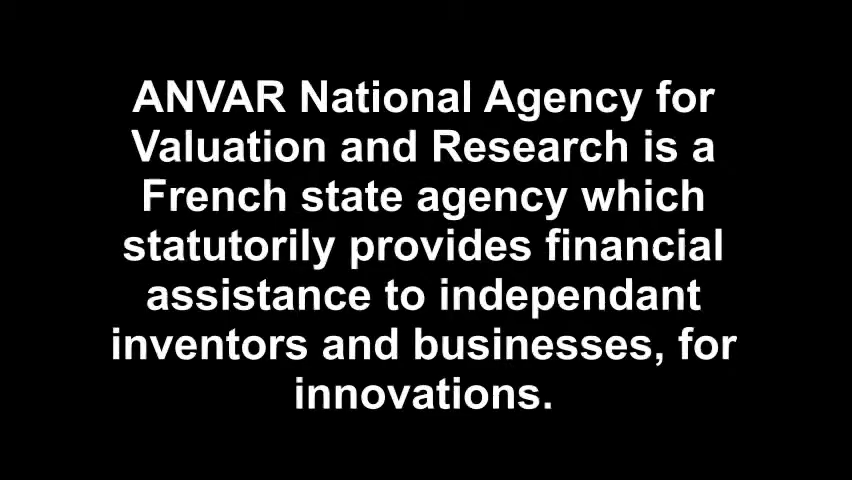 ANVAR National Agency for
Valuation and Research is a
French state agency which
statutorily provides financial
assistance to independant
inventors and businesses, for
innovations.